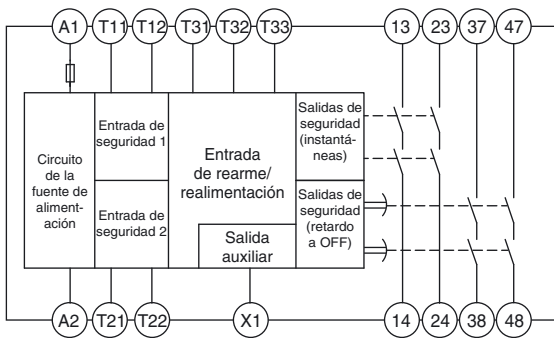 A1 T11 T12 T31 T32 T33 13 23 37 47
Circuito
de la
fuente de
aliment-
ación
Entrada de
seguridad 1
Entrada de
seguridad 2
Entrada
de rearme/
realimentación
Salida
auxiliar
Salidas de
seguridad
(instantá-
neas)
Salidas de
seguridad
(retardo
a OFF)
A2 T21 T22 X1 14 24 38 48